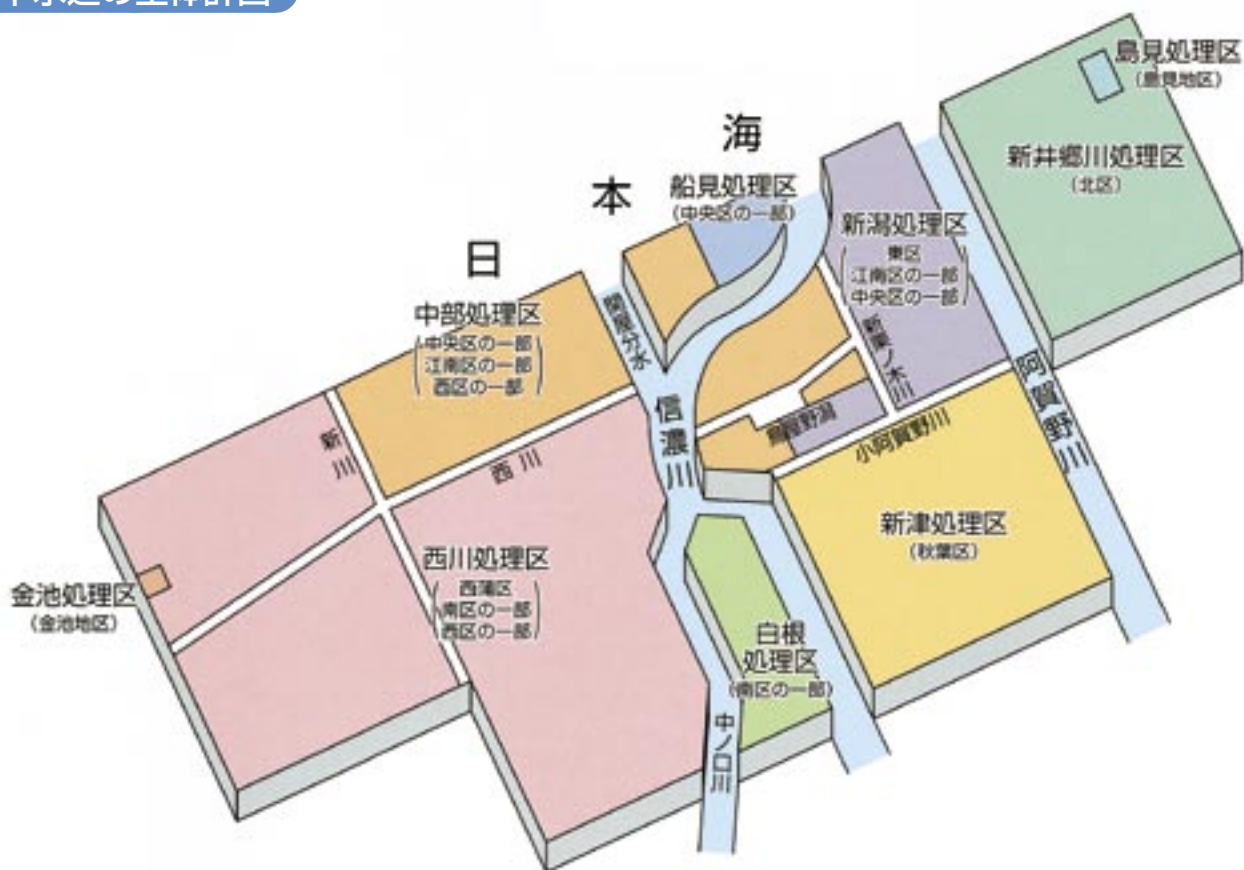 島見処理区
(島見地区)
新井郷川処理区
(北区)
日本海
船見処理区
(中央区の一部)
新潟処理区
東区
江南区の一部
中央区の一部
中部処理区
(中央区の一部
江南区の一部
西区の一部)
関屋分水
新栗ノ木川
阿賀野川
信濃川
鳥屋野潟
小阿賀野川
新川
西川
新津処理区
(秋葉区)
西川処理区
(西蒲区
南区の一部
西区の一部)
金池処理区
(金池地区)
白根
処理区
(南区の一部)
中ノ口川